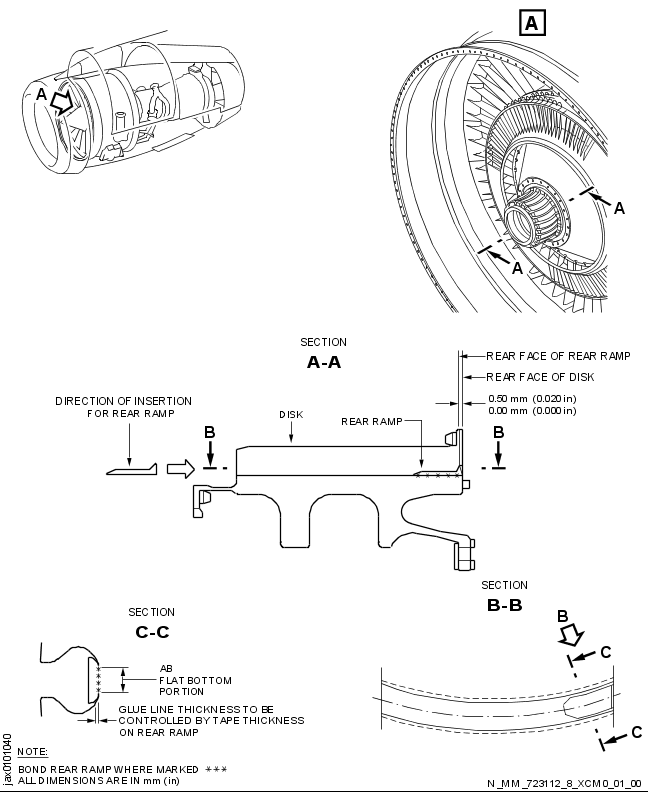 A
A
A
A
SECTION
A-A
REAR FACE OF REAR RAMP
REAR FACE OF DISK
0.50 mm (0.020 in)
0.00 mm (0.000 in)
DIRECTION OF INSERTION
FOR REAR RAMP
DISK
REAR RAMP
B
B
SECTION
B-B
SECTION
C-C
B
C
AB
FLAT BOTTOM
PORTION
GLUE LINE THICKNESS TO BE
CONTROLLED BY TAPE THICKNESS
ON REAR RAMP
C
jax0101040
NOTE:
BOND REAR RAMP WHERE MARKED ***
ALL DIMENSIONS ARE IN mm (in)
N_MM_723112_8_XCM0_01_00